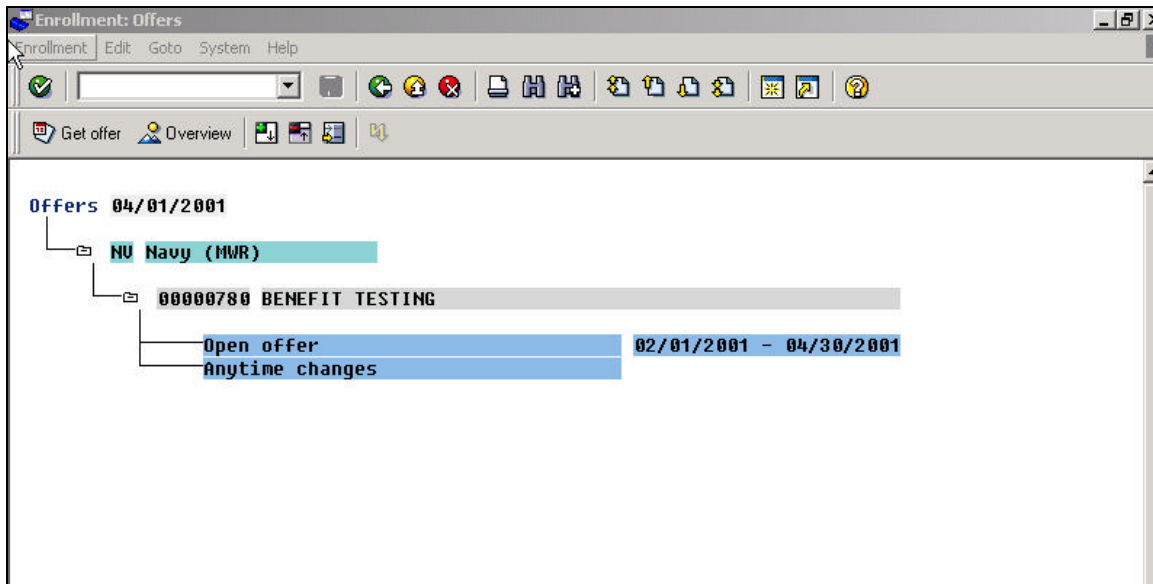 Enrollment: Offers
Enrollment Edit Goto System Help
Get offer Overview
Offers 04/01/2001
NV Navy (MWR)
00000780 BENEFIT TESTING
Open offer 02/01/2001 - 04/30/2001
Anytime changes